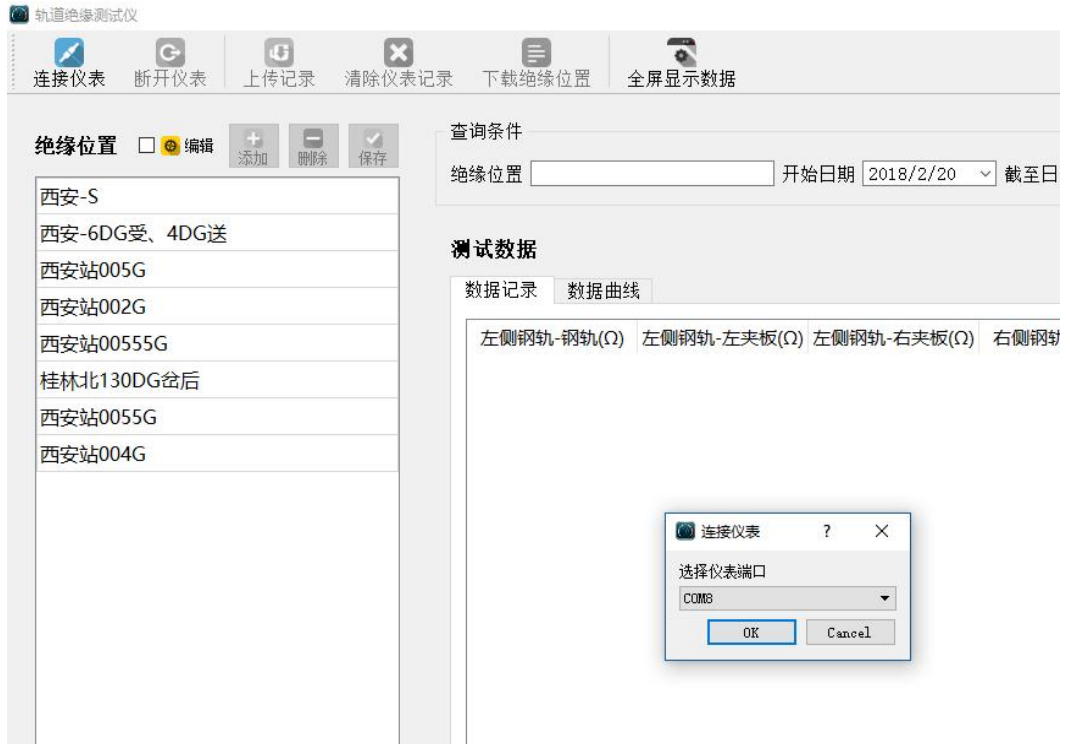 轨道绝缘测试仪
连接仪表 断开仪表 上传记录 清除仪表记录 下载绝缘位置 全屏显示数据
绝缘位置 编辑 添加 删除 保存
西安-S
西安-6DG受、4DG送
西安站005G
西安站002G
西安站00555G
桂林北130DG岔后
西安站0055G
西安站004G
查询条件
绝缘位置 开始日期 2018/2/20 截至日
测试数据
数据记录 数据曲线
左侧钢轨-钢轨(Ω) 左侧钢轨-左夹板(Ω) 左侧钢轨-右夹板(Ω) 右侧钢轨
连接仪表 ?
选择仪表端口
COM8
OK Cancel